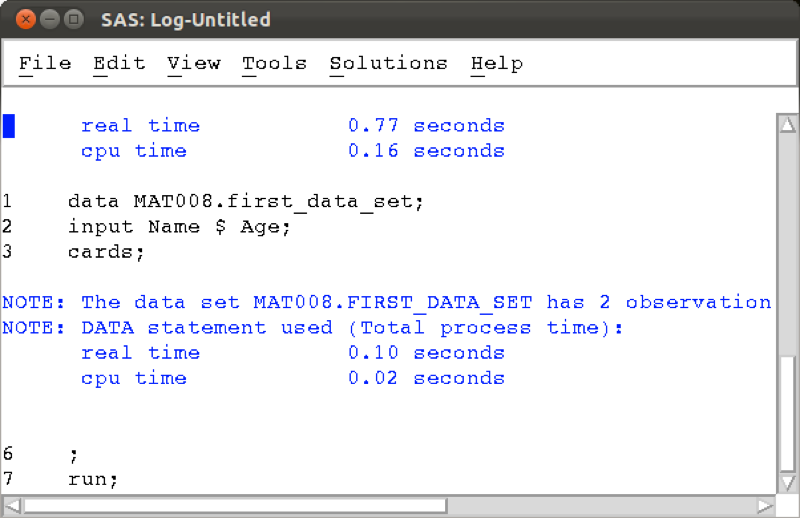 SAS: Log-Untitled
File Edit View Tools Solutions Help
real time 0.77 seconds
cpu time 0.16 seconds
1 data MAT008.first_data_set;
2 input Name $ Age;
3 cards;
NOTE: The data set MAT008.FIRST_DATA_SET has 2 observation
NOTE: DATA statement used (Total process time):
real time 0.10 seconds
cpu time 0.02 seconds
6 ;
7 run;